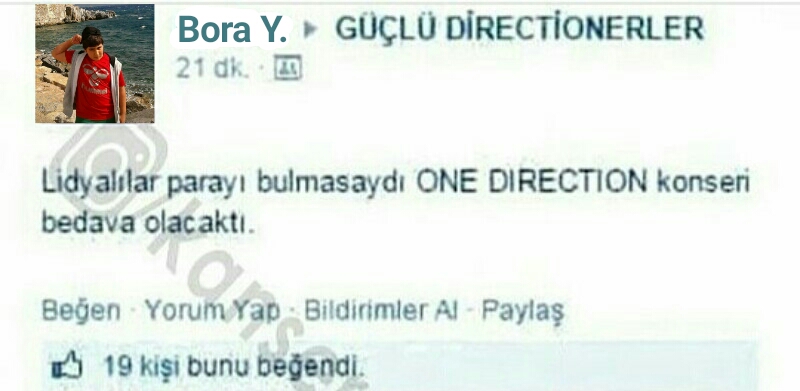 Bora Y. ▸ GÜÇLÜ DİRECTİONERLER
21 dk. ·
Lidyalılar parayı bulmasaydı ONE DIRECTION konseri
bedava olacaktı.
Beğen · Yorum Yap · Bildirimler Al · Paylaş
19 kişi bunu beğendi.
/kanser